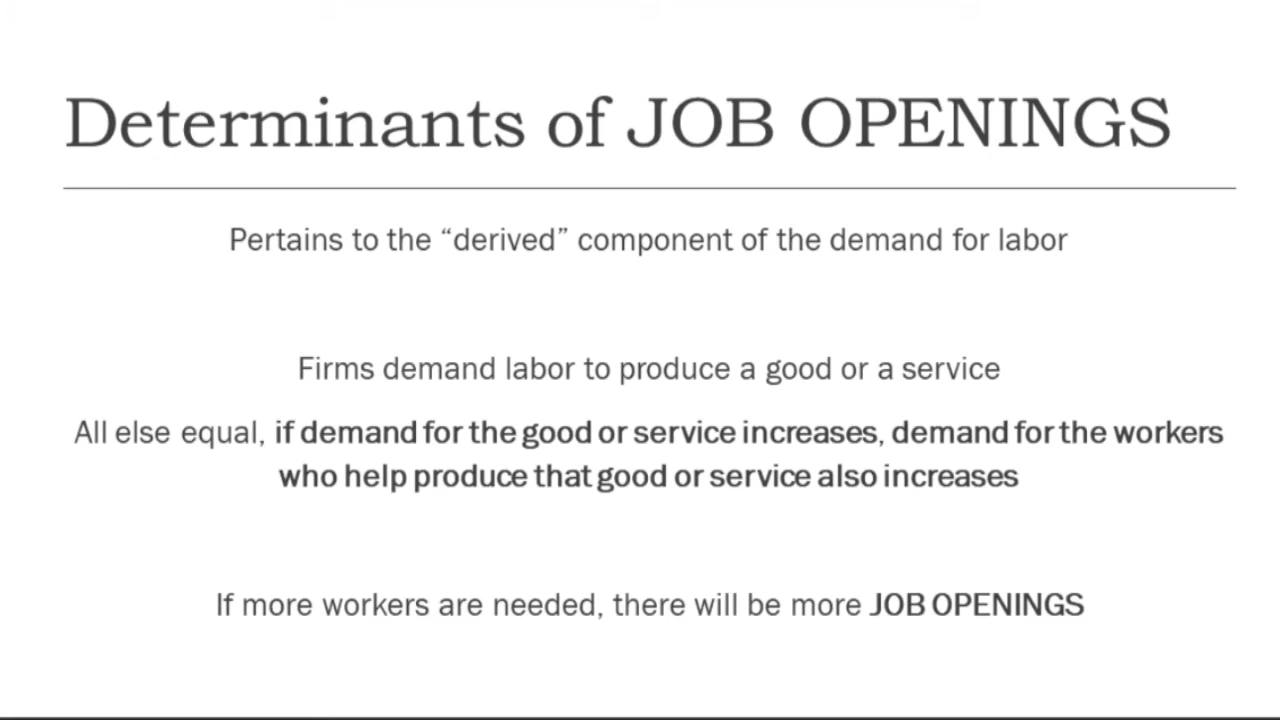 Determinants of JOB OPENINGS
Pertains to the “derived” component of the demand for labor
Firms demand labor to produce a good or a service
All else equal, if demand for the good or service increases, demand for the workers
who help produce that good or service also increases
If more workers are needed, there will be more JOB OPENINGS